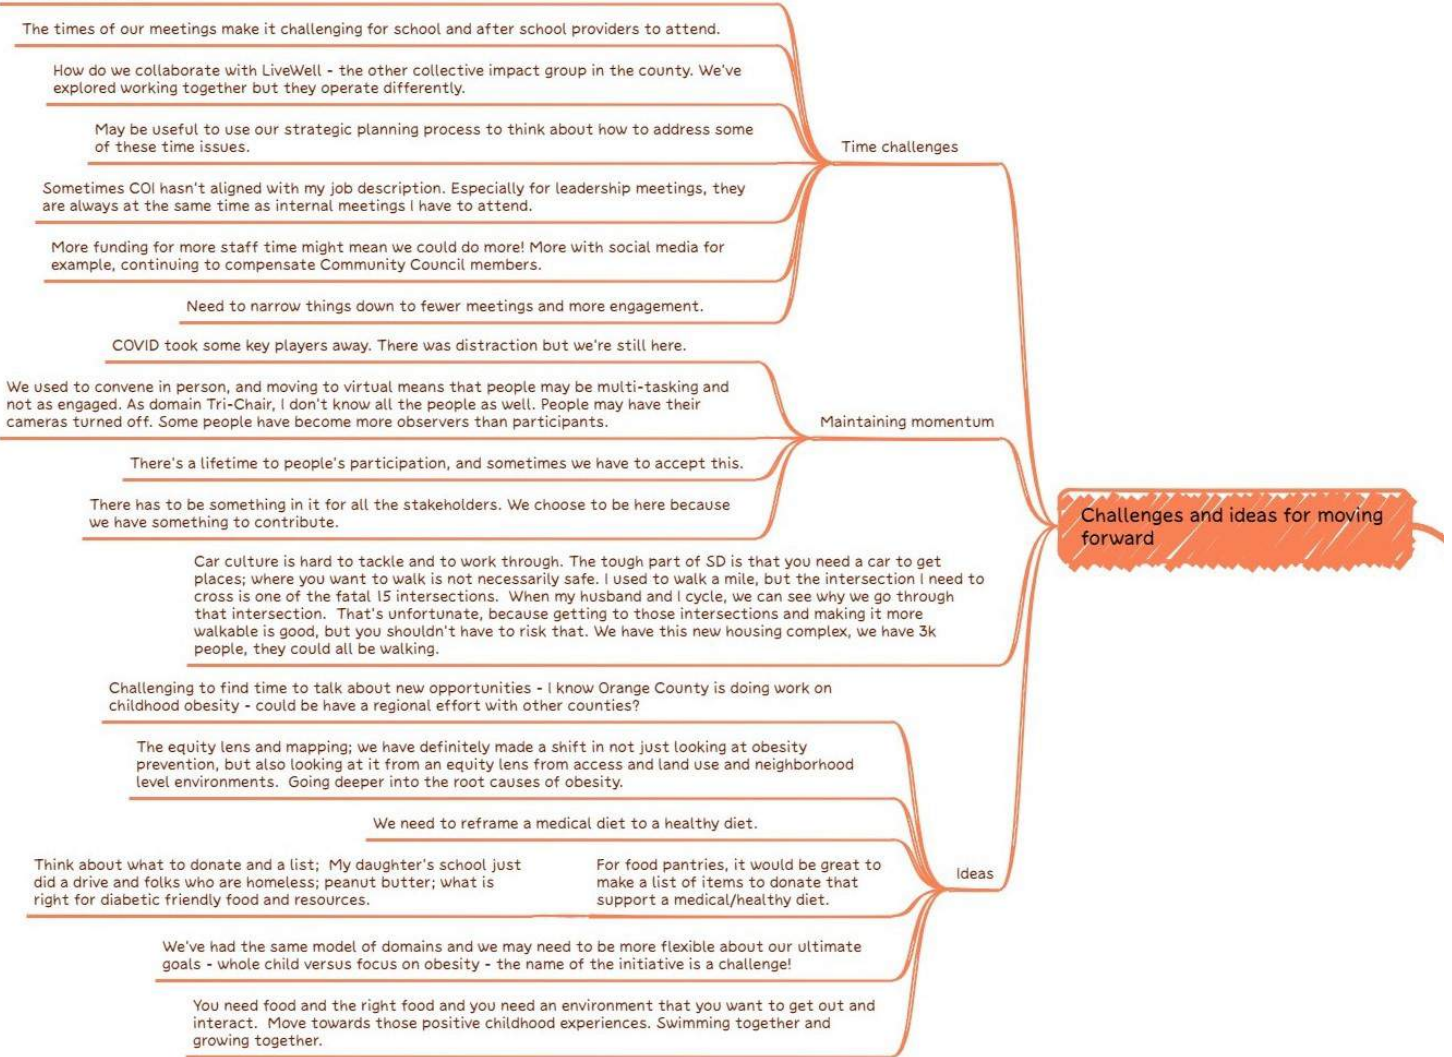 The times of our meetings make it challenging for school and after school providers to attend.
How do we collaborate with LiveWell - the other collective impact group in the county. We've
explored working together but they operate differently.
May be useful to use our strategic planning process to think about how to address some
of these time issues.
Time challenges
Sometimes COI hasn't aligned with my job description. Especially for leadership meetings, they
are always at the same time as internal meetings I have to attend.
More funding for more staff time might mean we could do more! More with social media for
example, continuing to compensate Community Council members.
Need to narrow things down to fewer meetings and more engagement.
COVID took some key players away. There was distraction but we're still here.
We used to convene in person, and moving to virtual means that people may be multi-tasking and
not as engaged. As domain Tri-Chair, I don't know all the people as well. People may have their
cameras turned off. Some people have become more observers than participants.
Maintaining momentum
There's a lifetime to people's participation, and sometimes we have to accept this.
There has to be something in it for all the stakeholders. We choose to be here because
we have something to contribute.
Challenges and ideas for moving
forward
Car culture is hard to tackle and to work through. The tough part of SD is that you need a car to get
places; where you want to walk is not necessarily safe. I used to walk a mile, but the intersection I need to
cross is one of the fatal 15 intersections.  When my husband and I cycle, we can see why we go through
that intersection.  That's unfortunate, because getting to those intersections and making it more
walkable is good, but you shouldn't have to risk that. We have this new housing complex, we have 3k
people, they could all be walking.
Challenging to find time to talk about new opportunities - I know Orange County is doing work on
childhood obesity - could be have a regional effort with other counties?
The equity lens and mapping; we have definitely made a shift in not just looking at obesity
prevention, but also looking at it from an equity lens from access and land use and neighborhood
level environments.  Going deeper into the root causes of obesity.
We need to reframe a medical diet to a healthy diet.
Think about what to donate and a list;  My daughter's school just
did a drive and folks who are homeless; peanut butter; what is
right for diabetic friendly food and resources.
For food pantries, it would be great to
make a list of items to donate that
support a medical/healthy diet.
Ideas
We've had the same model of domains and we may need to be more flexible about our ultimate
goals - whole child versus focus on obesity - the name of the initiative is a challenge!
You need food and the right food and you need an environment that you want to get out and
interact.  Move towards those positive childhood experiences. Swimming together and
growing together.